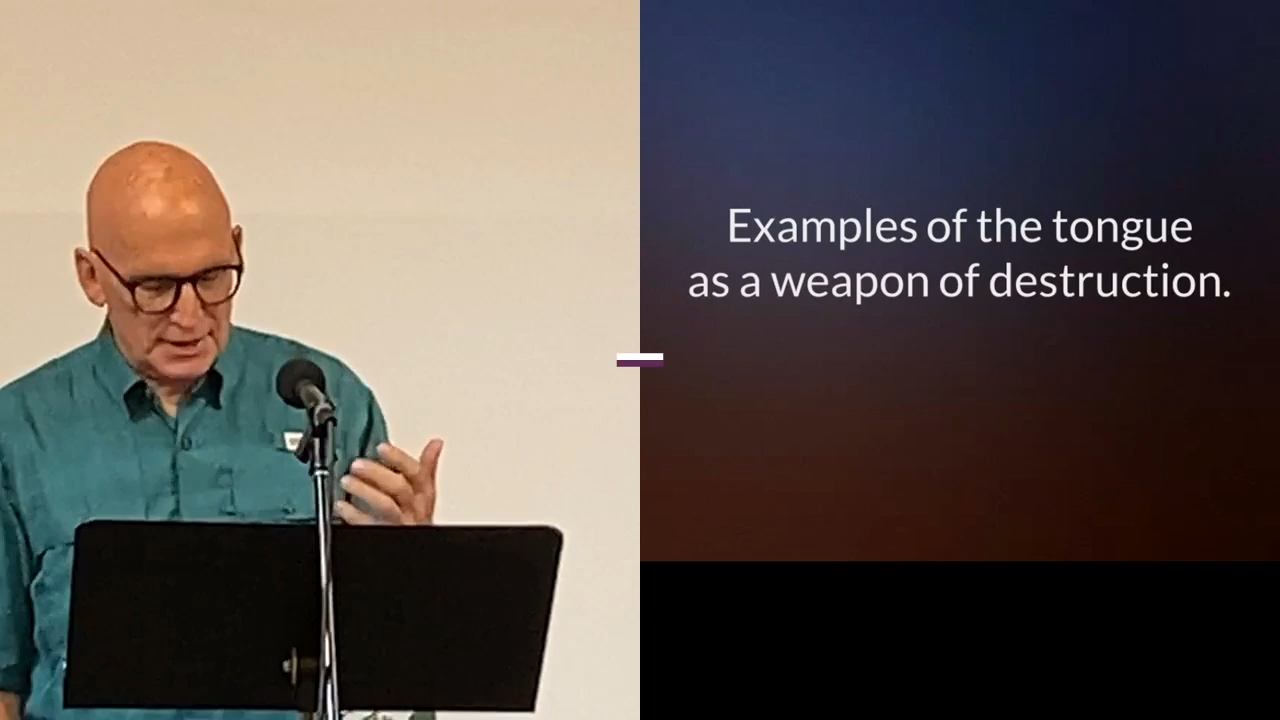 Examples of the tongue
as a weapon of destruction.